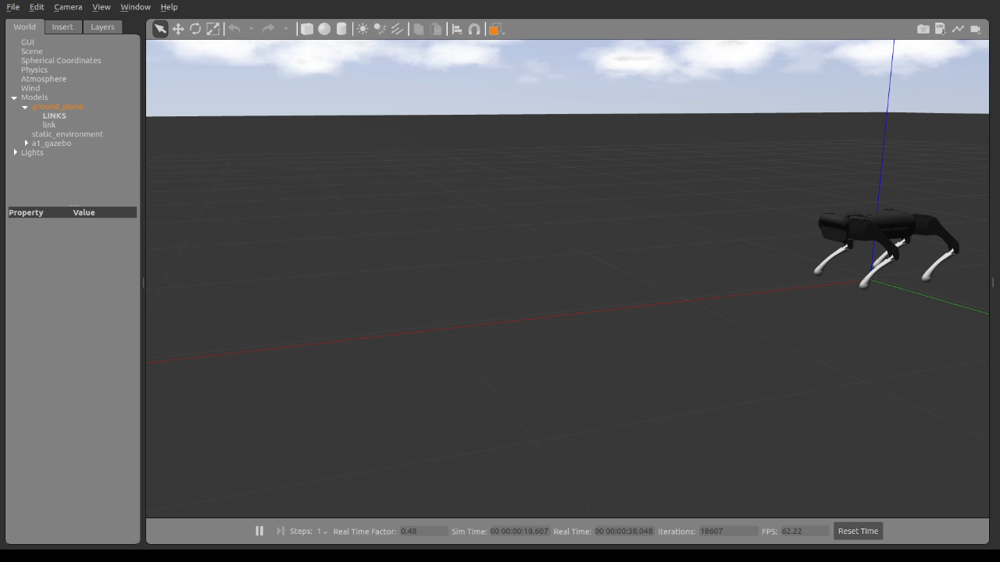 File Edit Camera View Window Help
World Insert Layers
GUI
Scene
Spherical Coordinates
Physics
Atmosphere
Wind
Models
ground_plane
LINKS
link
static_environment
a1_gazebo
Lights
Property Value
Steps: 1 Real Time Factor: 0.48 Sim Time: 00 00:00:18.607 Real Time: 00 00:00:38.048 Iterations: 18607 FPS: 62.22 Reset Time